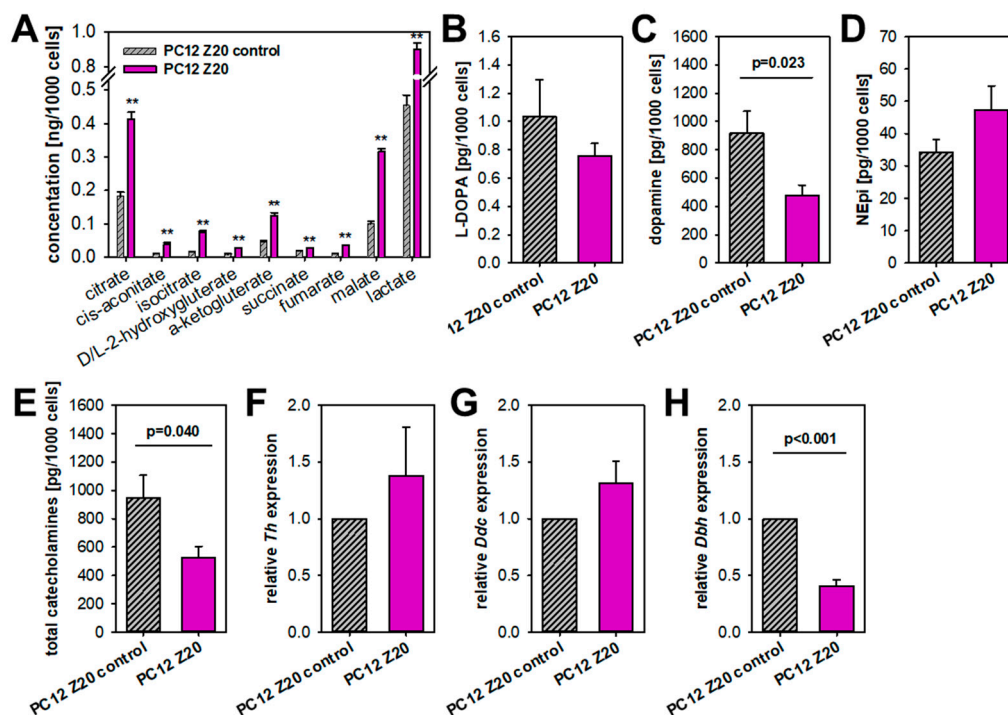 A
concentation [ng/1000 cells]
1.0
0.9
0.8
0.5
0.4
0.3
0.2
0.1
0.0
PC12 Z20 control
PC12 Z20
**
**
**
**
**
**
**
**
**
citrate
cis-aconitate
isocitrate
D/L-2-hydroxygluterate
a-ketogluterate
succinate
fumarate
malate
lactate
B
L-DOPA [pg/1000 cells]
1.6
1.4
1.2
1.0
0.8
0.6
0.4
0.2
0.0
12 Z20 control
PC12 Z20
C
dopamine [pg/1000 cells]
1600
1400
1200
1000
800
600
400
200
0
p=0.023
PC12 Z20 control
PC12 Z20
D
NEpi [pg/1000 cells]
70
60
50
40
30
20
10
0
PC12 Z20 control
PC12 Z20
E
total catecholamines [pg/1000 cells]
1600
1400
1200
1000
800
600
400
200
0
p=0.040
PC12 Z20 control
PC12 Z20
F
relative Th expression
2.0
1.5
1.0
0.5
0.0
PC12 Z20 control
PC12 Z20
G
relative Ddc expression
2.0
1.5
1.0
0.5
0.0
PC12 Z20 control
PC12 Z20
H
relative Dbh expression
2.0
1.5
1.0
0.5
0.0
p<0.001
PC12 Z20 control
PC12 Z20